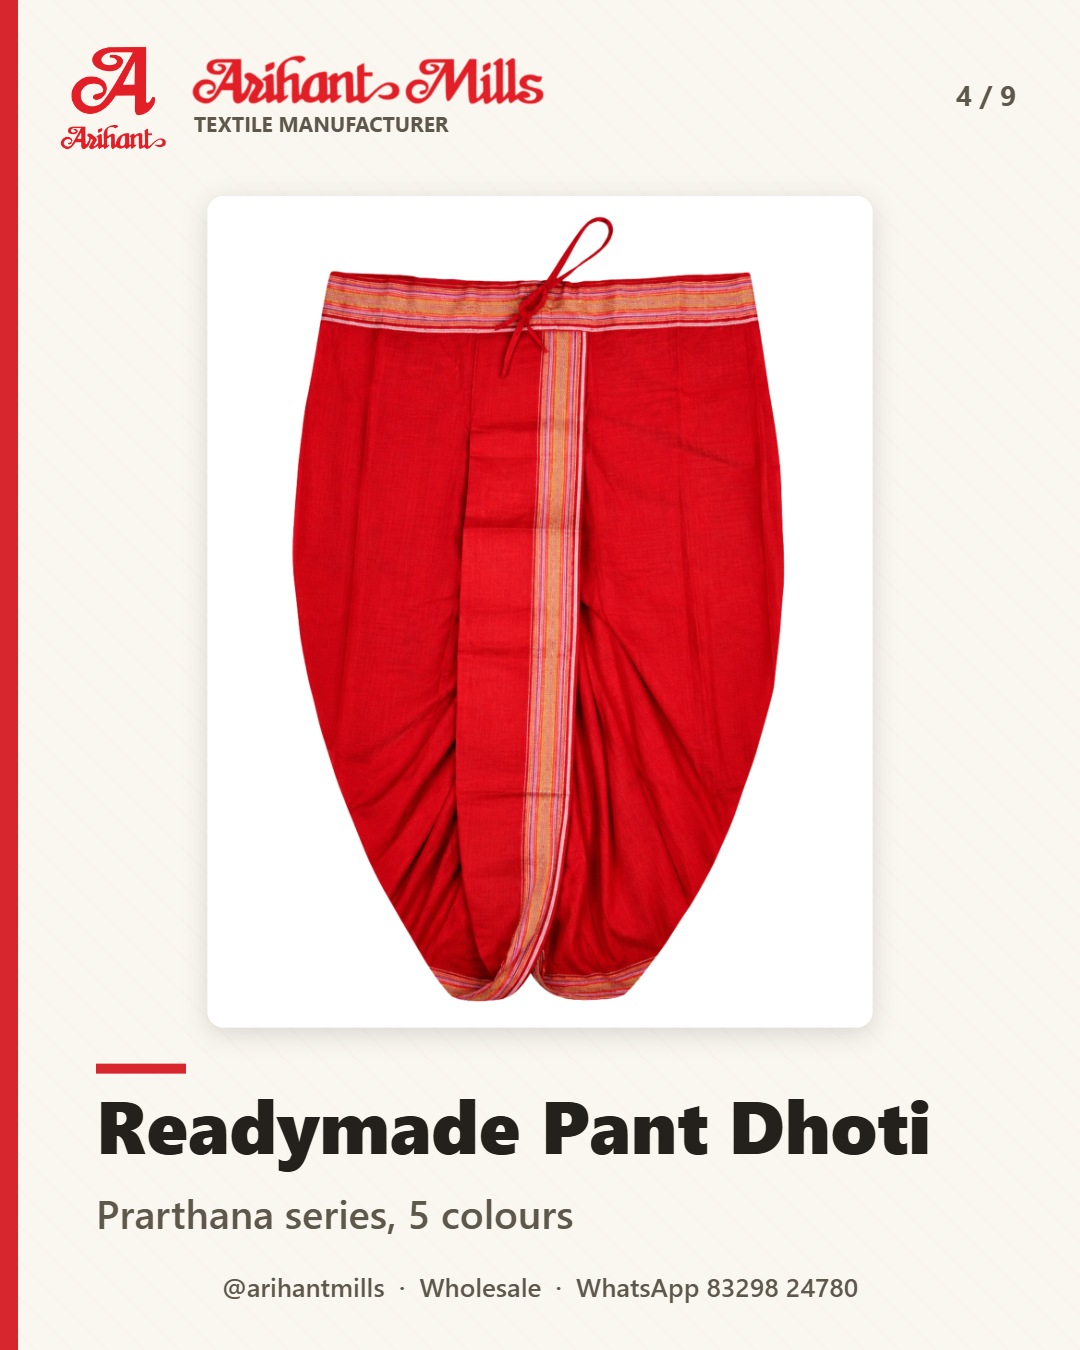 A
Arihant
Arihant Mills
TEXTILE MANUFACTURER
4 / 9
Readymade Pant Dhoti
Prarthana series, 5 colours
@arihantmills · Wholesale · WhatsApp 83298 24780